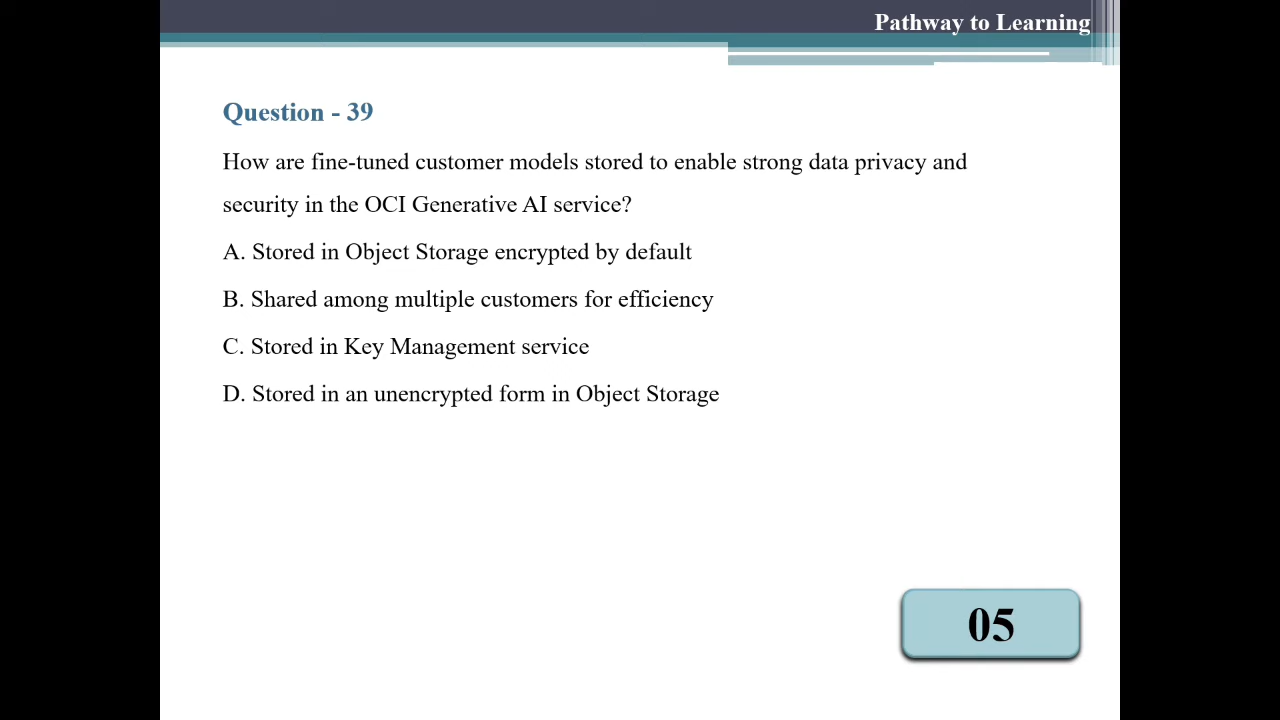 Pathway to Learning
Question - 39
How are fine-tuned customer models stored to enable strong data privacy and
security in the OCI Generative AI service?
A. Stored in Object Storage encrypted by default
B. Shared among multiple customers for efficiency
C. Stored in Key Management service
D. Stored in an unencrypted form in Object Storage
05